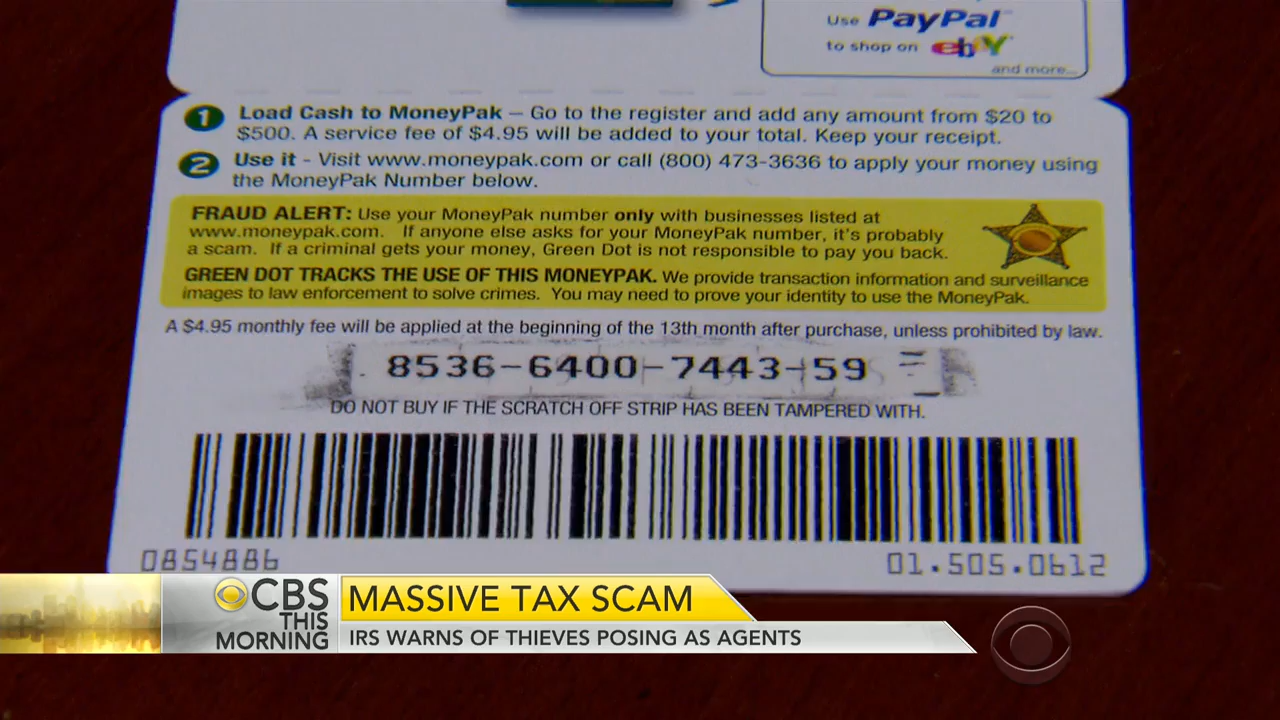 Use PayPal™
to shop on ebY
and more...
1 Load Cash to MoneyPak – Go to the register and add any amount from $20 to
$500. A service fee of $4.95 will be added to your total. Keep your receipt.
2 Use it - Visit www.moneypak.com or call (800) 473-3636 to apply your money using
the MoneyPak Number below.
FRAUD ALERT: Use your MoneyPak number only with businesses listed at
www.moneypak.com. If anyone else asks for your MoneyPak number, it's probably
a scam. If a criminal gets your money, Green Dot is not responsible to pay you back.
GREEN DOT TRACKS THE USE OF THIS MONEYPAK. We provide transaction information and surveillance
images to law enforcement to solve crimes. You may need to prove your identity to use the MoneyPak.
A $4.95 monthly fee will be applied at the beginning of the 13th month after purchase, unless prohibited by law.
8536-6400-7443-59
DO NOT BUY IF THE SCRATCH OFF STRIP HAS BEEN TAMPERED WITH.
0854886 01.505.0612
CBS THIS MORNING
MASSIVE TAX SCAM
IRS WARNS OF THIEVES POSING AS AGENTS